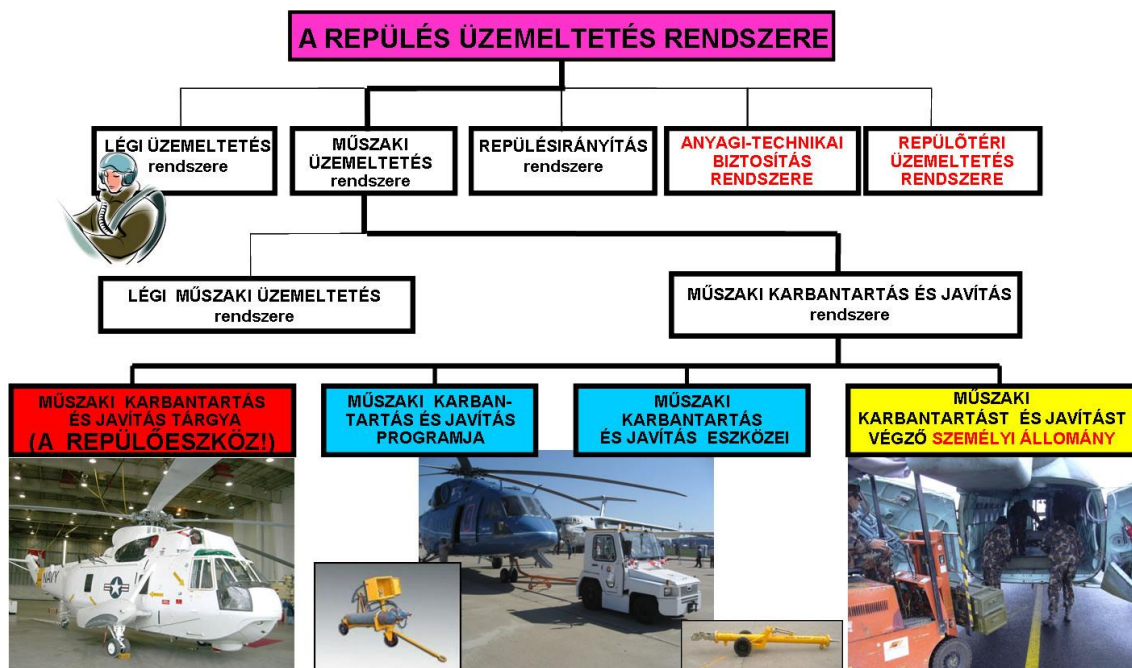 A REPÜLÉS ÜZEMELTETÉS RENDSZERE
LÉGI ÜZEMELTETÉS
rendszere
MŰSZAKI
ÜZEMELTETÉS
rendszere
REPÜLÉSIRÁNYÍTÁS
rendszere
ANYAGI-TECHNIKAI
BIZTOSÍTÁS
RENDSZERE
REPÜLÕTÉRI
ÜZEMELTETÉS
RENDSZERE
LÉGI MŰSZAKI ÜZEMELTETÉS
rendszere
MŰSZAKI KARBANTARTÁS ÉS JAVÍTÁS
rendszere
MŰSZAKI KARBANTARTÁS
ÉS JAVÍTÁS TÁRGYA
(A REPÜLŐESZKÖZ!)
MŰSZAKI KARBAN-
TARTÁS ÉS JAVÍTÁS
PROGRAMJA
MŰSZAKI
KARBANTARTÁS
ÉS JAVÍTÁS ESZKÖZEI
MŰSZAKI
KARBANTARTÁST ÉS JAVÍTÁST
VÉGZŐ SZEMÉLYI ÁLLOMÁNY
NAVY